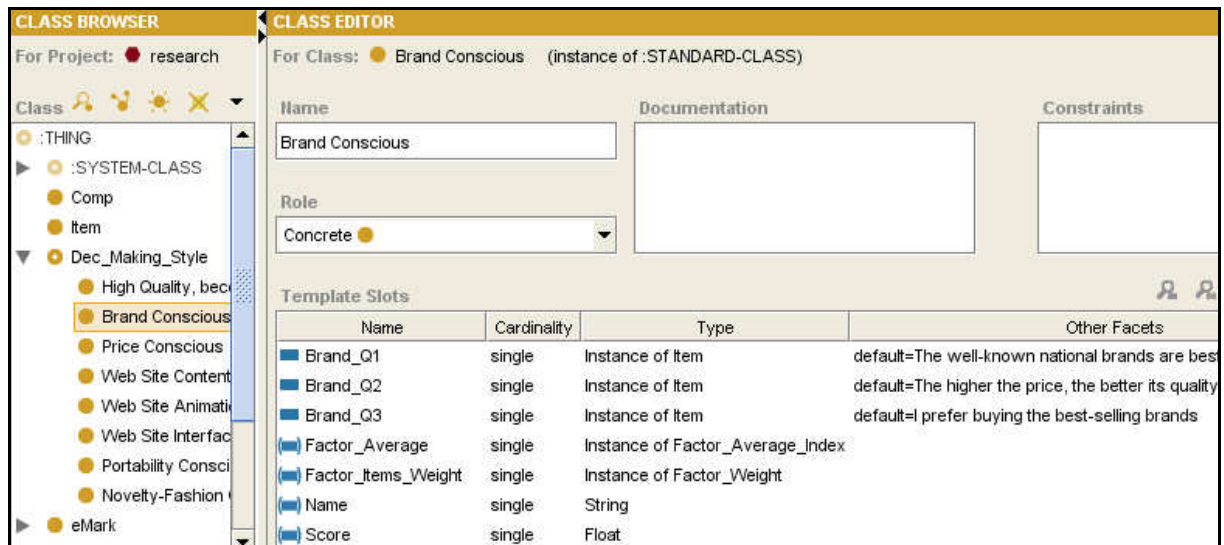 CLASS BROWSER
For Project: research
Class
:THING
:SYSTEM-CLASS
Comp
Item
Dec_Making_Style
High Quality, bec
Brand Conscious
Price Conscious
Web Site Content
Web Site Animati
Web Site Interfac
Portability Consci
Novelty-Fashion
eMark
CLASS EDITOR
For Class: Brand Conscious (instance of :STANDARD-CLASS)
Name Documentation Constraints
Brand Conscious
Role
Concrete
Template Slots
Name Cardinality Type Other Facets
Brand_Q1 single Instance of Item default=The well-known national brands are best
Brand_Q2 single Instance of Item default=The higher the price, the better its quality
Brand_Q3 single Instance of Item default=I prefer buying the best-selling brands
Factor_Average single Instance of Factor_Average_Index
Factor_Items_Weight single Instance of Factor_Weight
Name single String
Score single Float